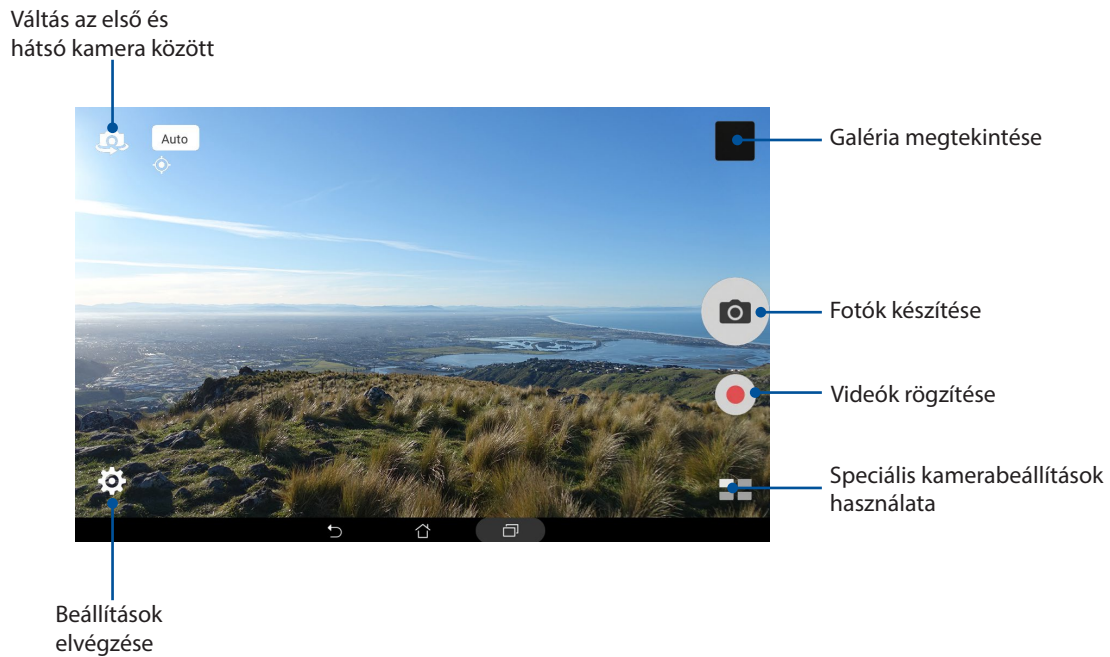 Váltás az első és
hátsó kamera között
Auto
Galéria megtekintése
Fotók készítése
Videók rögzítése
Speciális kamerabeállítások
használata
Beállítások
elvégzése